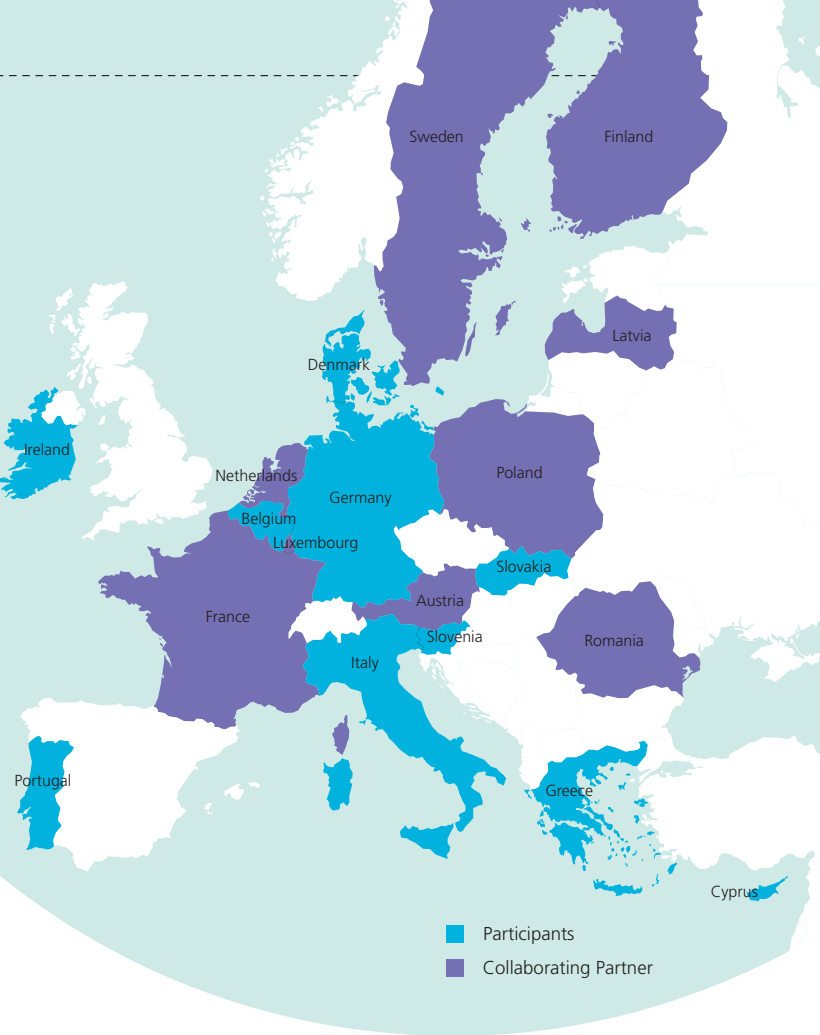 Sweden
Finland
Latvia
Denmark
Ireland
Netherlands
Poland
Germany
Belgium
Luxembourg
Slovakia
Austria
France
Slovenia
Romania
Italy
Portugal
Greece
Cyprus
Participants
Collaborating Partner